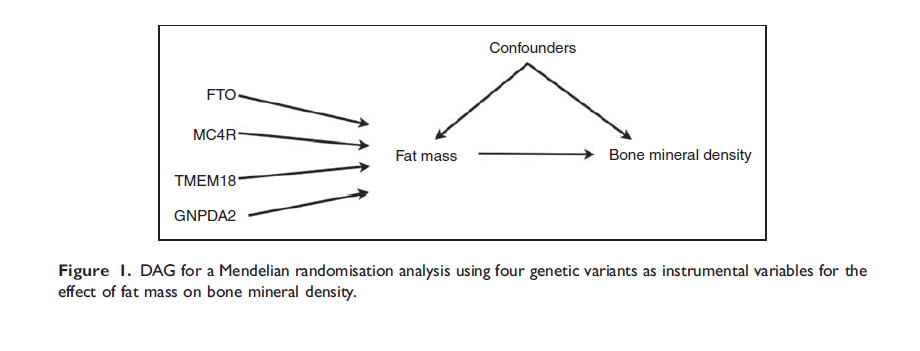 Confounders
FTO
MC4R
Fat mass
Bone mineral density
TMEM18
GNPDA2
Figure 1. DAG for a Mendelian randomisation analysis using four genetic variants as instrumental variables for the
effect of fat mass on bone mineral density.